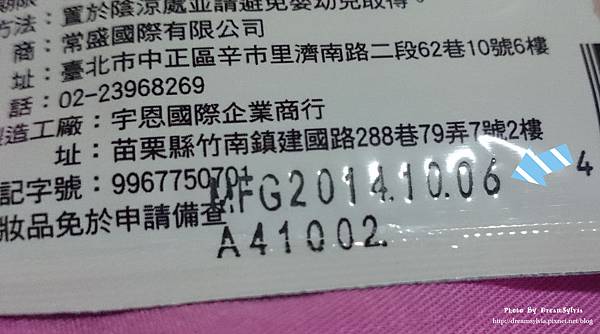 方法：置於陰涼處並請避免嬰幼兒取得。
商：常盛國際有限公司
址：臺北市中正區辛市里濟南路二段62巷10號6樓
話：02-23968269
製造工廠：宇恩國際企業商行
址：苗栗縣竹南鎮建國路288巷79弄7號2樓
記字號：9967750701
4
妝品免於申請備查
MFG2014.10.06
A41002.
Photo By DreamSylvia
http://dreamsylvia.pixnet.net/blog